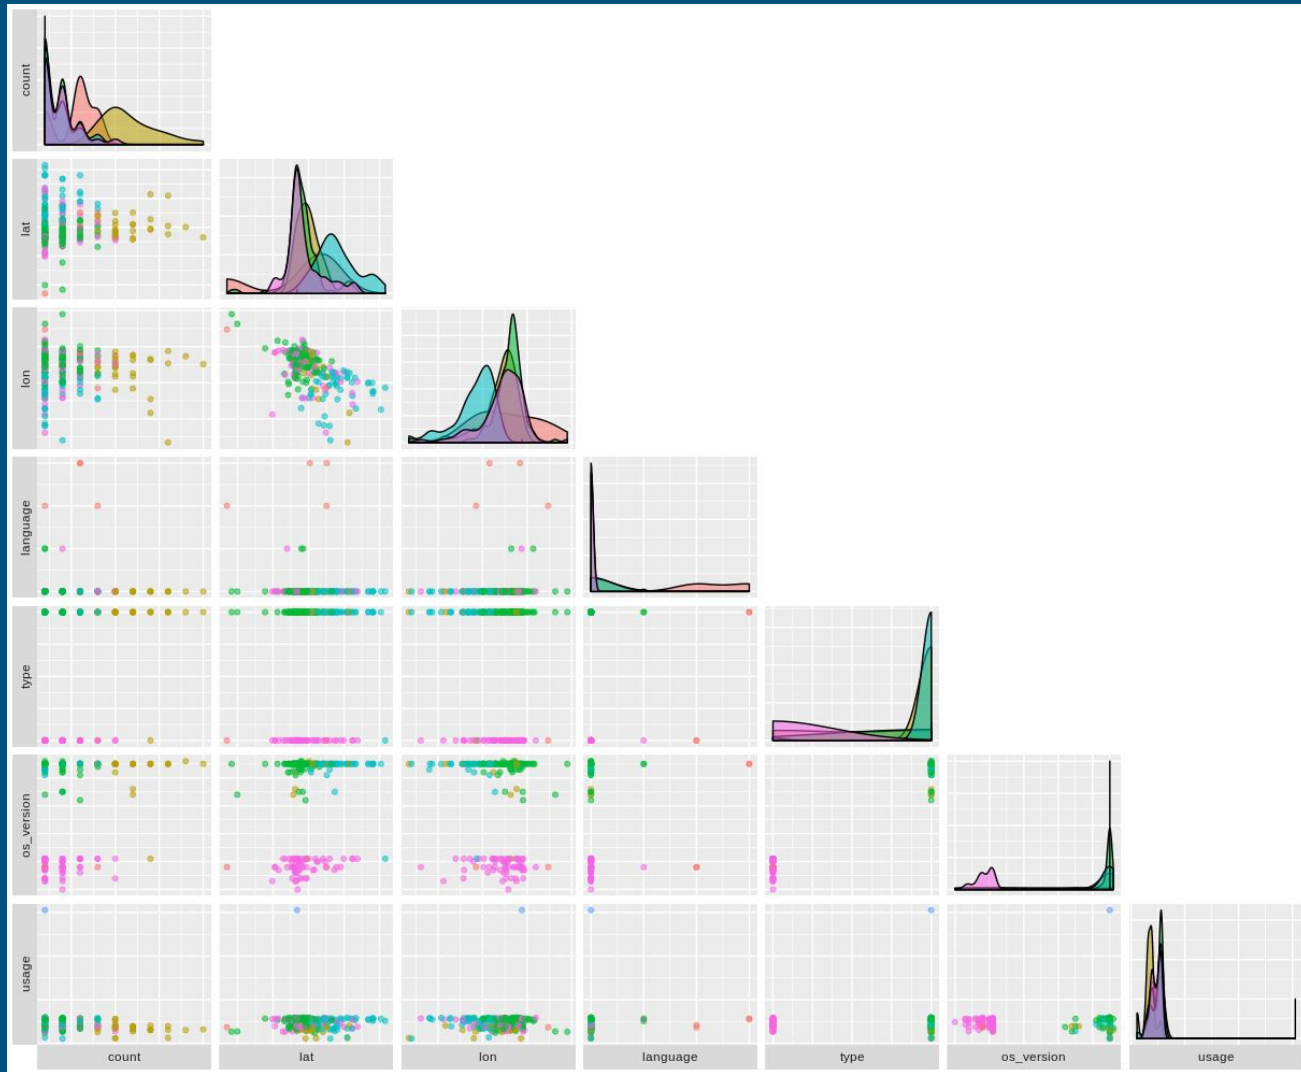 count
lat
lon
language
type
os_version
usage
count lat lon language type os_version usage